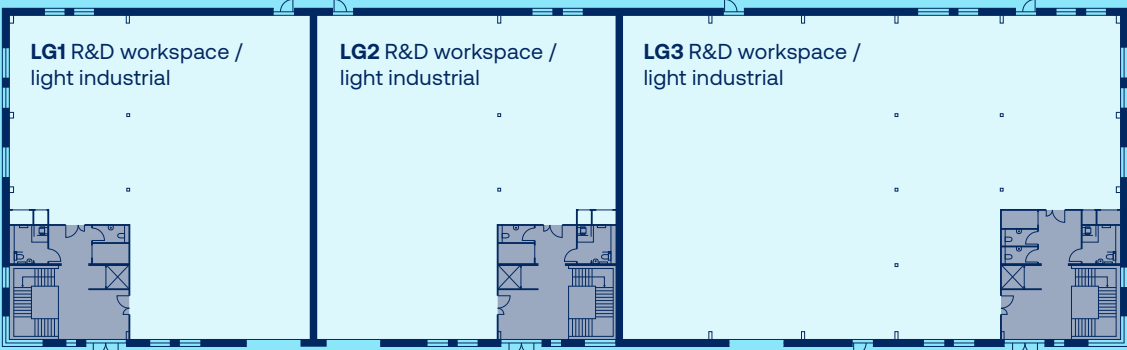 LG1 R&D workspace /
light industrial
LG2 R&D workspace /
light industrial
LG3 R&D workspace /
light industrial